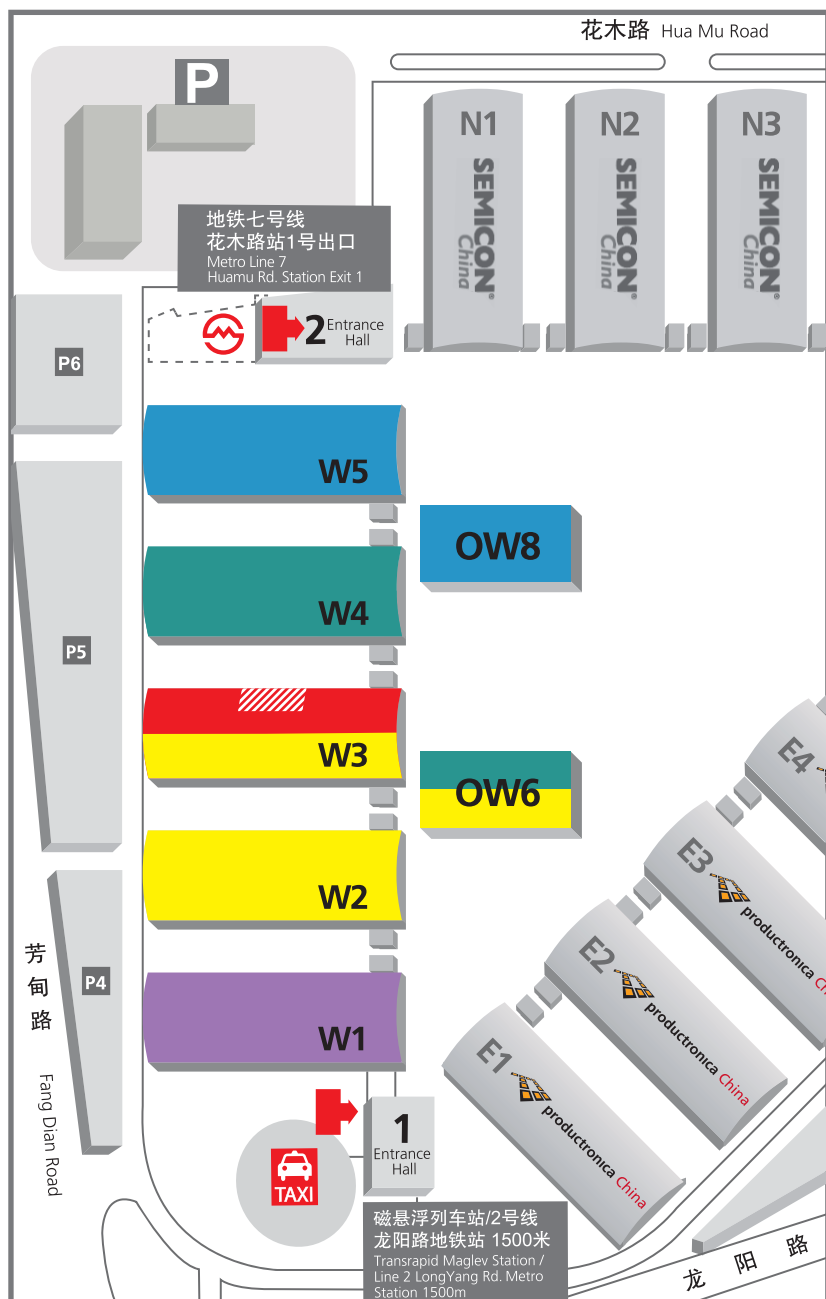 花木路 Hua Mu Road
P
N1
N2
N3
SEMICON®
China
SEMICON®
China
SEMICON®
China
地铁七号线
花木路站1号出口
Metro Line 7
Huamu Rd. Station Exit 1
2 Entrance
Hall
P6
W5
OW8
W4
P5
W3
OW6
W2
P4
W1
E4
E3
productronica
E2
productronica China
E1
productronica China
芳甸路
Fang Dian Road
1
Entrance
Hall
TAXI
磁悬浮列车站/2号线
龙阳路地铁站 1500米
Transrapid Maglev Station /
Line 2 LongYang Rd. Metro
Station 1500m
龙阳路